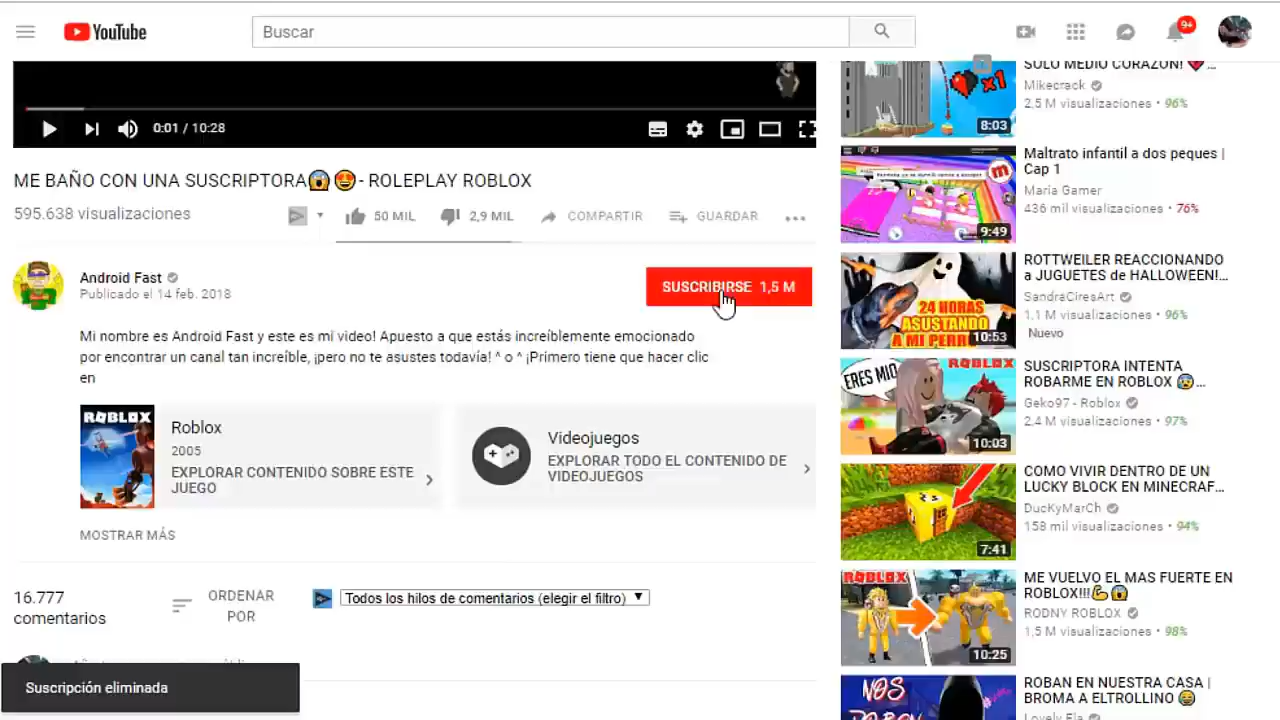 YouTube
Buscar
9+
0:01 / 10:28
ME BAÑO CON UNA SUSCRIPTORA😱😍- ROLEPLAY ROBLOX
595.638 visualizaciones
50 MIL
2,9 MIL
COMPARTIR
GUARDAR
Android Fast
Publicado el 14 feb. 2018
SUSCRIBIRSE 1,5 M
Mi nombre es Android Fast y este es mi video! Apuesto a que estás increíblemente emocionado
por encontrar un canal tan increíble, ¡pero no te asustes todavía! ^ o ^ ¡Primero tiene que hacer clic
en
ROBLOX
Roblox
2005
EXPLORAR CONTENIDO SOBRE ESTE
JUEGO
Videojuegos
EXPLORAR TODO EL CONTENIDO DE
VIDEOJUEGOS
MOSTRAR MÁS
16.777
comentarios
ORDENAR
POR
Todos los hilos de comentarios (elegir el filtro)
Suscripción eliminada
x1
8:03
SOLO MEDIO CORAZÓN! 💔...
Mikecrack
2,5 M visualizaciones • 96%
9:49
Maltrato infantil a dos peques |
Cap 1
Maria Gamer
436 mil visualizaciones • 76%
24 HORAS
ASUSTANDO
A MI PERRO
10:53
ROTTWEILER REACCIONANDO
a JUGUETES de HALLOWEEN!...
SandraCiresArt
1,1 M visualizaciones • 96%
Nuevo
ERES MIO
ROBLOX
10:03
SUSCRIPTORA INTENTA
ROBARME EN ROBLOX 😰...
Geko97 - Roblox
2,4 M visualizaciones • 97%
7:41
COMO VIVIR DENTRO DE UN
LUCKY BLOCK EN MINECRAF...
DucKyMarCh
158 mil visualizaciones • 94%
ROBLOX
10:25
ME VUELVO EL MAS FUERTE EN
ROBLOX!!!💪😱
RODNY ROBLOX
1,5 M visualizaciones • 98%
NOS
ROBAN EN NUESTRA CASA |
BROMA A ELTROLLINO 😂